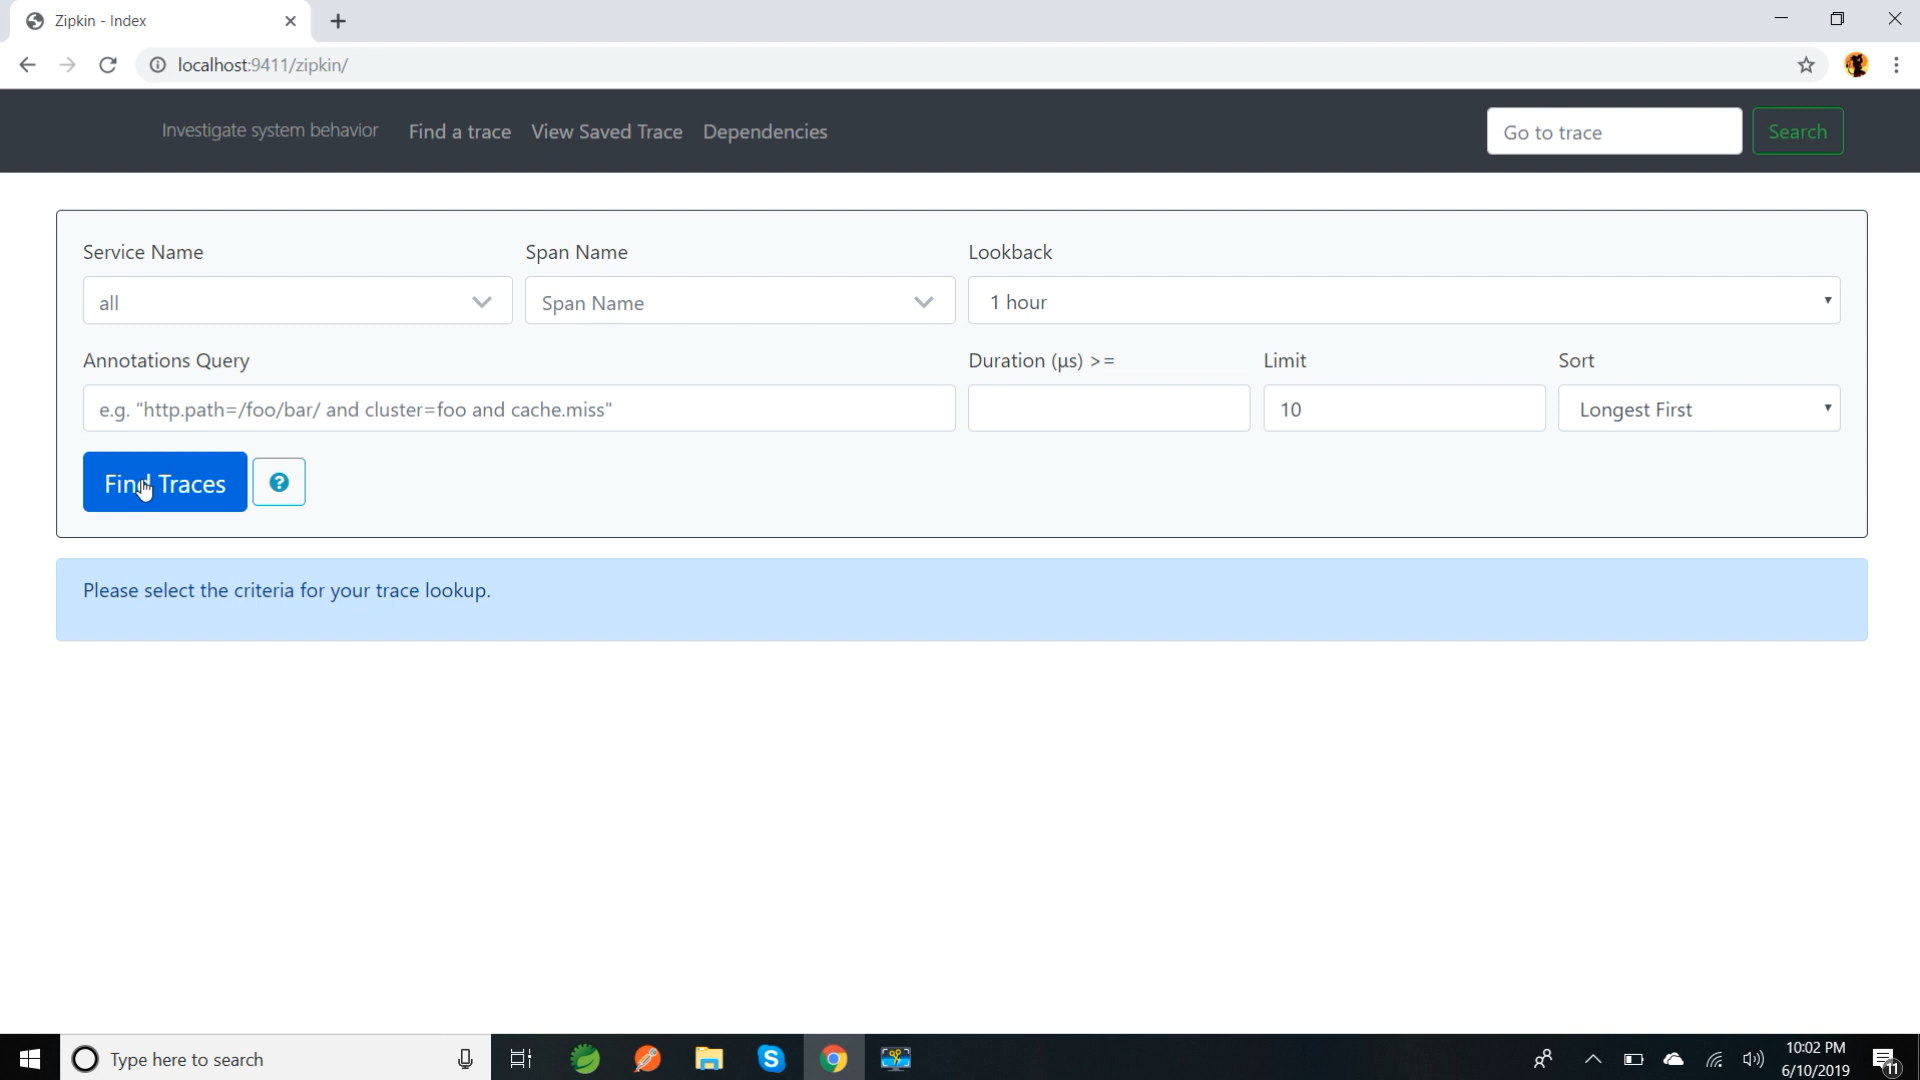 Zipkin - Index
localhost:9411/zipkin/
Investigate system behavior Find a trace View Saved Trace Dependencies Go to trace Search
Service Name Span Name Lookback
all Span Name 1 hour
Annotations Query Duration (μs) >= Limit Sort
e.g. "http.path=/foo/bar/ and cluster=foo and cache.miss" 10 Longest First
Find Traces ?
Please select the criteria for your trace lookup.
Type here to search 10:02 PM
6/10/2019 11